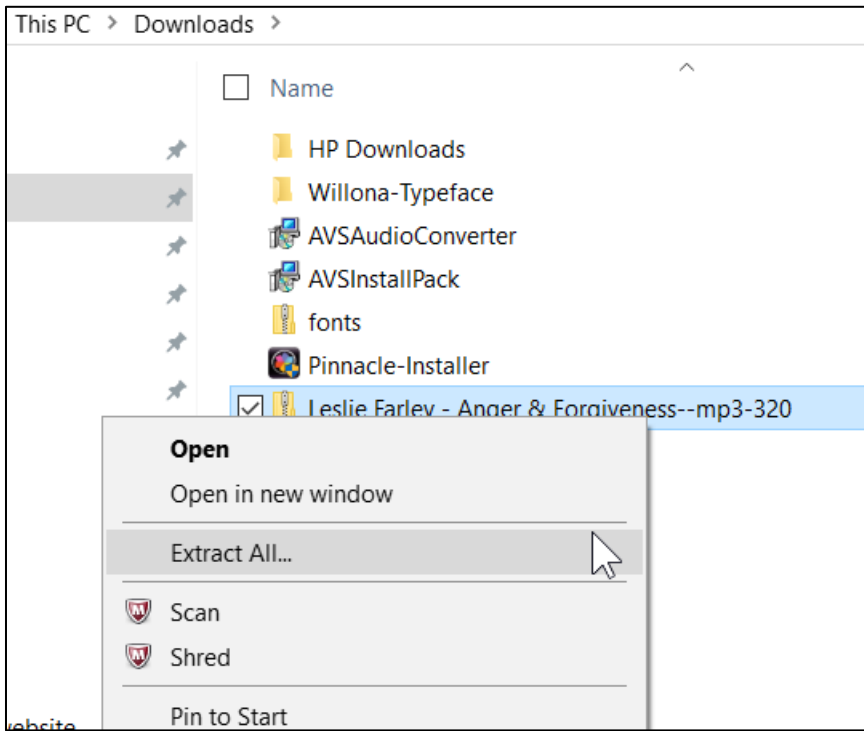 This PC > Downloads >
Name
HP Downloads
Willona-Typeface
AVSAudioConverter
AVSInstallPack
fonts
Pinnacle-Installer
Leslie Farley - Anger & Forgiveness--mp3-320
Open
Open in new window
Extract All...
Scan
Shred
Pin to Start
website